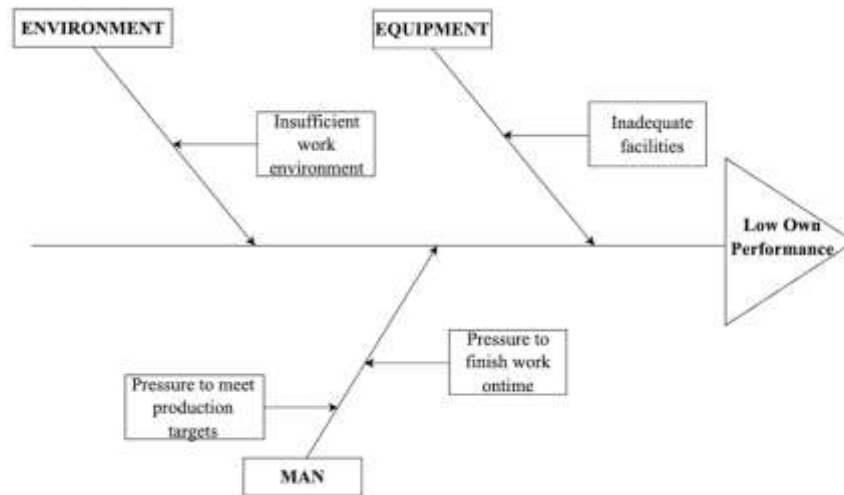 ENVIRONMENT
EQUIPMENT
Insufficient
work
environment
Inadequate
facilities
Low Own
Performance
Pressure to
finish work
ontime
Pressure to meet
production
targets
MAN